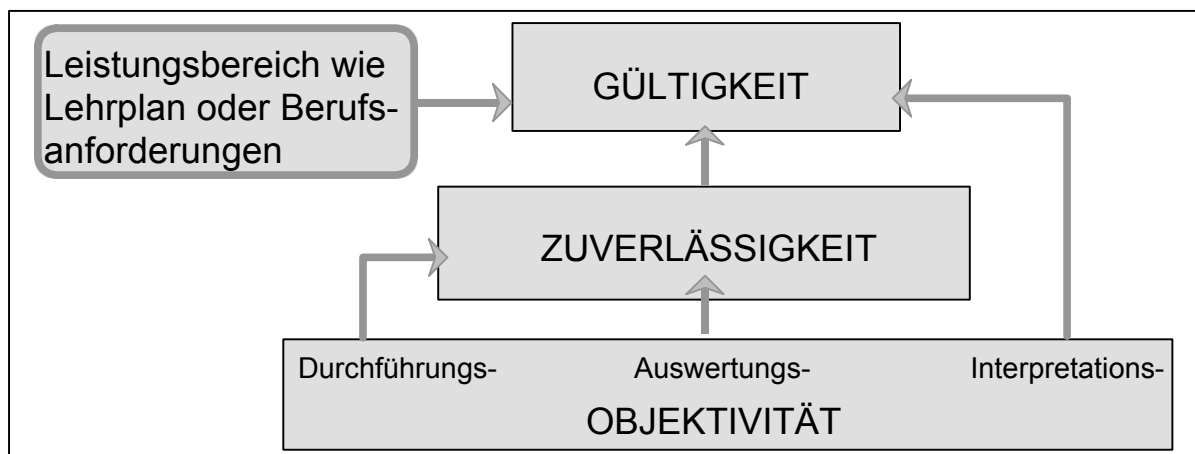 Leistungsbereich wie
Lehrplan oder Berufs-
anforderungen
GÜLTIGKEIT
ZUVERLÄSSIGKEIT
Durchführungs- Auswertungs- Interpretations-
OBJEKTIVITÄT